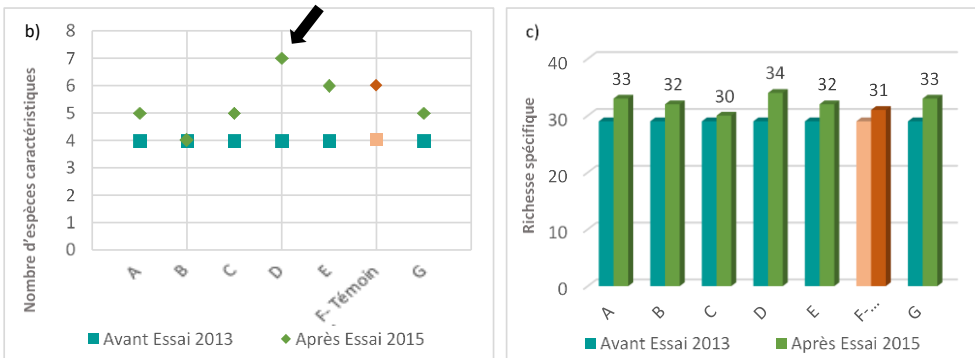 b)
Nombre d'espèces caractéristiques
8
7
6
5
4
3
2
1
0
A
B
C
D
E
F- Témoin
G
Avant Essai 2013
Après Essai 2015
c)
Richesse spécifique
40
30
20
10
0
33
32
30
34
32
31
33
A
B
C
D
E
F-...
G
Avant Essai 2013
Après Essai 2015